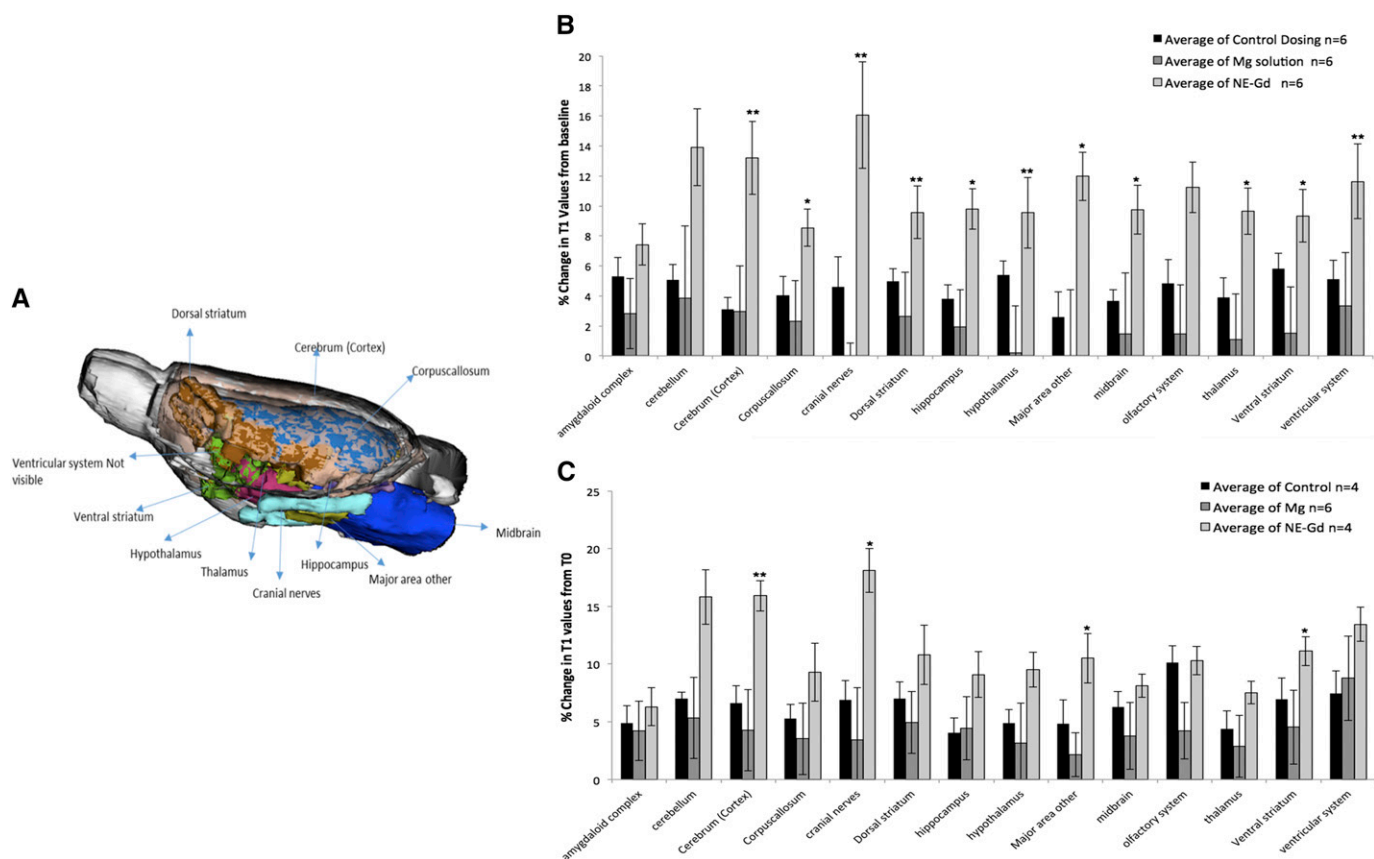 A
Dorsal striatum
Cerebrum (Cortex)
Corpuscallosum
Ventricular system Not
visible
Ventral striatum
Hypothalamus
Thalamus
Cranial nerves
Hippocampus
Major area other
Midbrain
B
% Change in T1 Values from baseline
20
18
16
14
12
10
8
6
4
2
0
Average of Control Dosing n=6
Average of Mg solution n=6
Average of NE-Gd n=6
** ** * ** * ** * * * * **
amygdaloid complex
cerebellum
Cerebrum (Cortex)
Corpuscallosum
cranial nerves
Dorsal striatum
hippocampus
hypothalamus
Major area other
midbrain
olfactory system
thalamus
Ventral striatum
ventricular system
C
% Change in T1 values from T0
25
20
15
10
5
0
Average of Control n=4
Average of Mg n=6
Average of NE-Gd n=4
** * * *
amygdaloid complex
cerebellum
Cerebrum (Cortex)
Corpuscallosum
cranial nerves
Dorsal striatum
hippocampus
hypothalamus
Major area other
midbrain
olfactory system
thalamus
Ventral striatum
ventricular system